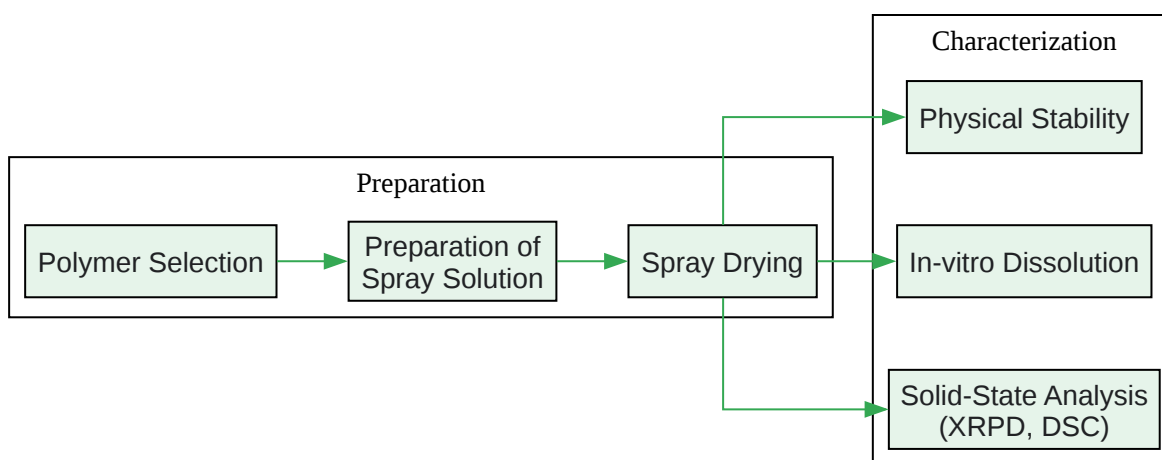 Characterization
Physical Stability
Preparation
Polymer Selection
Preparation of
Spray Solution
Spray Drying
In-vitro Dissolution
Solid-State Analysis
(XRPD, DSC)